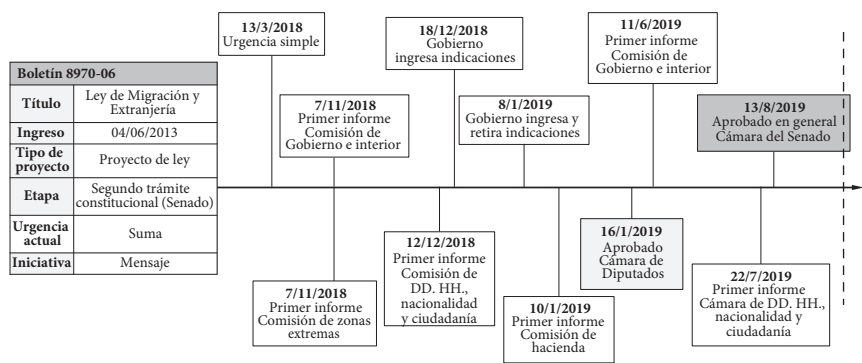 Boletín 8970-06
Título
Ley de Migración y
Extranjería
Ingreso
04/06/2013
Tipo de
proyecto
Proyecto de ley
Etapa
Segundo trámite
constitucional (Senado)
Urgencia
actual
Suma
Iniciativa
Mensaje
13/3/2018
Urgencia simple
7/11/2018
Primer informe
Comisión de
Gobierno e interior
7/11/2018
Primer informe
Comisión de zonas
extremas
12/12/2018
Primer informe
Comisión de
DD. HH.,
nacionalidad
y ciudadanía
18/12/2018
Gobierno
ingresa indicaciones
8/1/2019
Gobierno ingresa y
retira indicaciones
10/1/2019
Primer informe
Comisión de
hacienda
16/1/2019
Aprobado
Cámara de
Diputados
11/6/2019
Primer informe
Comisión de
Gobierno e interior
22/7/2019
Primer informe
Cámara de DD. HH.,
nacionalidad y
ciudadanía
13/8/2019
Aprobado en general
Cámara del Senado